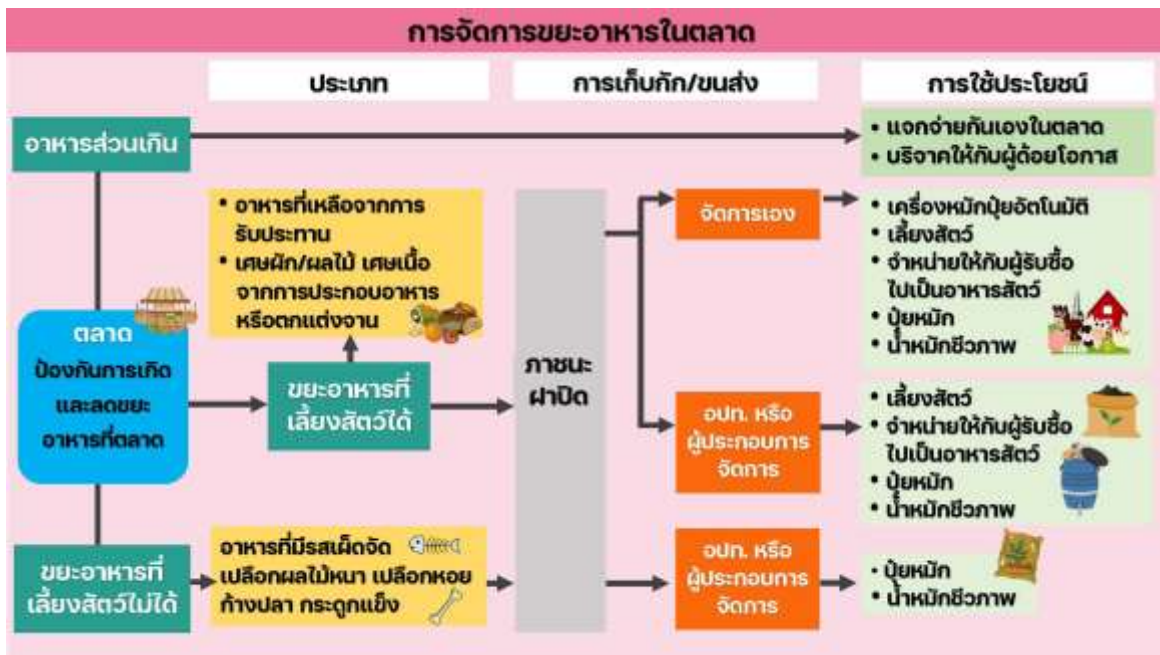 การจัดการขยะอาหารในตลาด
ประเภท
การเก็บกัก/ขนส่ง
การใช้ประโยชน์
อาหารส่วนเกิน
• แจกจ่ายกันเองในตลาด
• บริจาคให้กับผู้ด้อยโอกาส
• อาหารที่เหลือจากการ
รับประทาน
• เศษผัก/ผลไม้ เศษเนื้อ
จากการประกอบอาหาร
หรือตกแต่งจาน
จัดการเอง
• เครื่องหมักปุ๋ยอัตโนมัติ
• เลี้ยงสัตว์
• จำหน่ายให้กับผู้รับซื้อ
ไปเป็นอาหารสัตว์
• ปุ๋ยหมัก
• น้ำหมักชีวภาพ
ตลาด
ป้องกันการเกิด
และลดขยะ
อาหารที่ตลาด
ขยะอาหารที่
เลี้ยงสัตว์ได้
ภาชนะ
ฝาปิด
อปท. หรือ
ผู้ประกอบการ
จัดการ
• เลี้ยงสัตว์
• จำหน่ายให้กับผู้รับซื้อ
ไปเป็นอาหารสัตว์
• ปุ๋ยหมัก
• น้ำหมักชีวภาพ
ขยะอาหารที่
เลี้ยงสัตว์ไม่ได้
อาหารที่มีรสเผ็ดจัด
เปลือกผลไม้หนา เปลือกหอย
ก้างปลา กระดูกแข็ง
อปท. หรือ
ผู้ประกอบการ
จัดการ
• ปุ๋ยหมัก
• น้ำหมักชีวภาพ